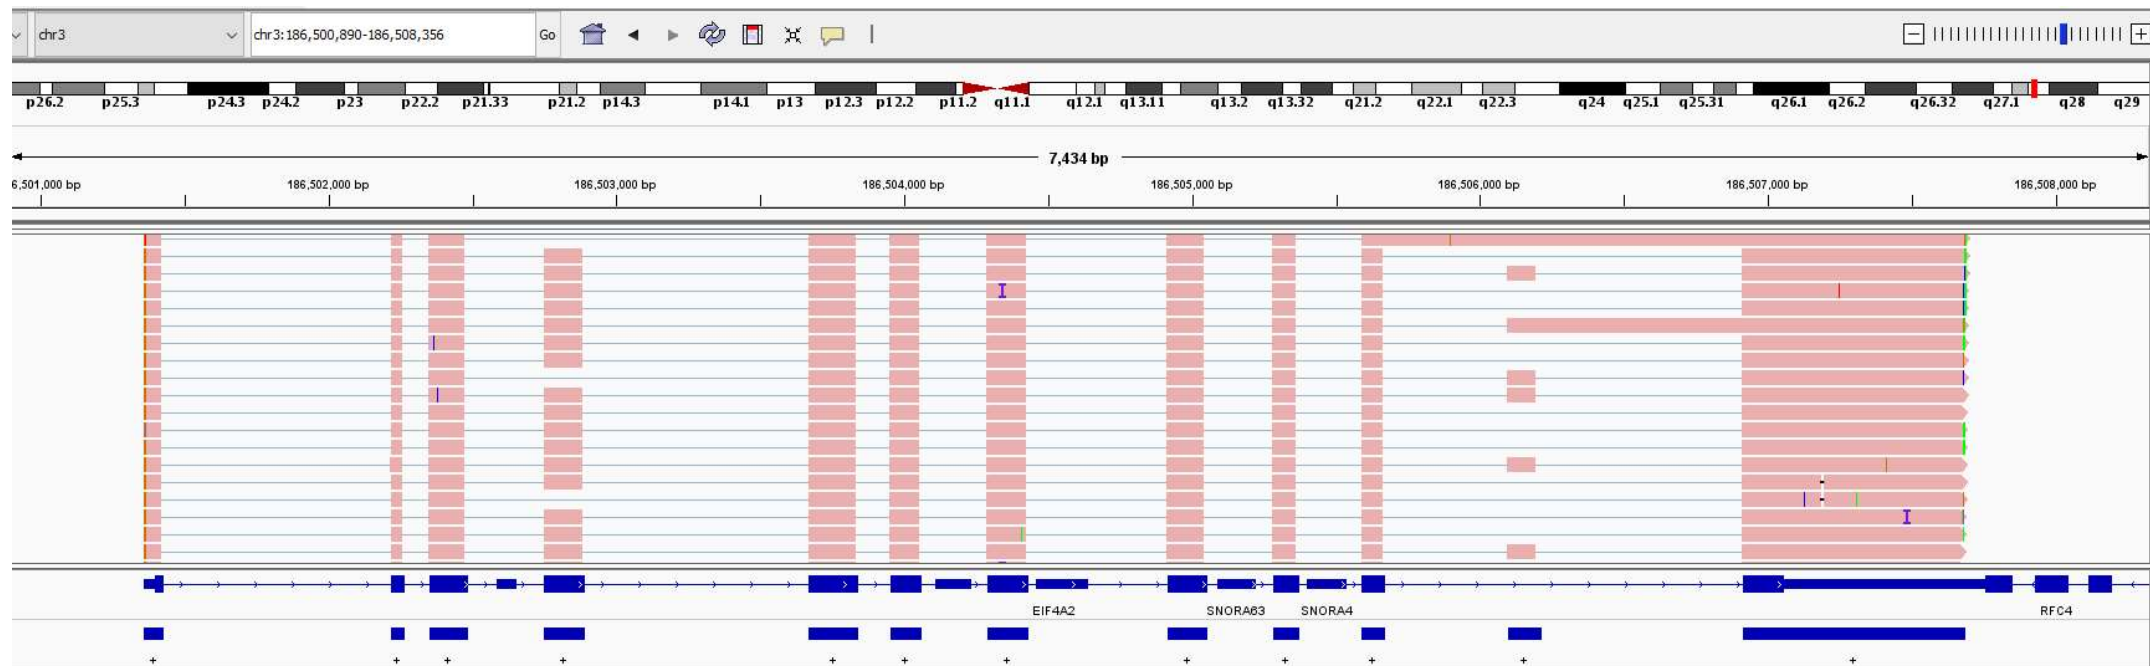 chr3 chr3:186,500,890-186,508,356 Go
p26.2 p25.3 p24.3 p24.2 p23 p22.2 p21.33 p21.2 p14.3 p14.1 p13 p12.3 p12.2 p11.2 q11.1 q12.1 q13.11 q13.2 q13.32 q21.2 q22.1 q22.3 q24 q25.1 q25.31 q26.1 q26.2 q26.32 q27.1 q28 q29
7,434 bp
6,501,000 bp 186,502,000 bp 186,503,000 bp 186,504,000 bp 186,505,000 bp 186,506,000 bp 186,507,000 bp 186,508,000 bp
EIF4A2 SNORA63 SNORA4 RFC4
+ + + + + + + + + + + +